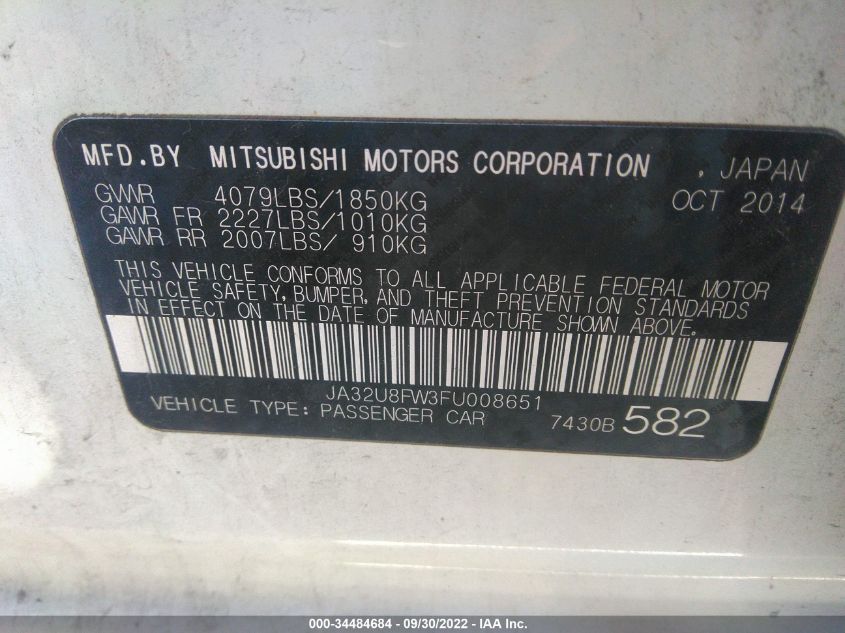 MFD.BY MITSUBISHI MOTORS CORPORATION , JAPAN
GVWR 4079LBS/1850KG OCT 2014
GAWR FR 2227LBS/1010KG
GAWR RR 2007LBS/ 910KG
THIS VEHICLE CONFORMS TO ALL APPLICABLE FEDERAL MOTOR
VEHICLE SAFETY, BUMPER, AND THEFT PREVENTION STANDARDS
IN EFFECT ON THE DATE OF MANUFACTURE SHOWN ABOVE.
JA32U8FW3FU008651
VEHICLE TYPE: PASSENGER CAR 7430B 582
000-34484684 - 09/30/2022 - IAA Inc.